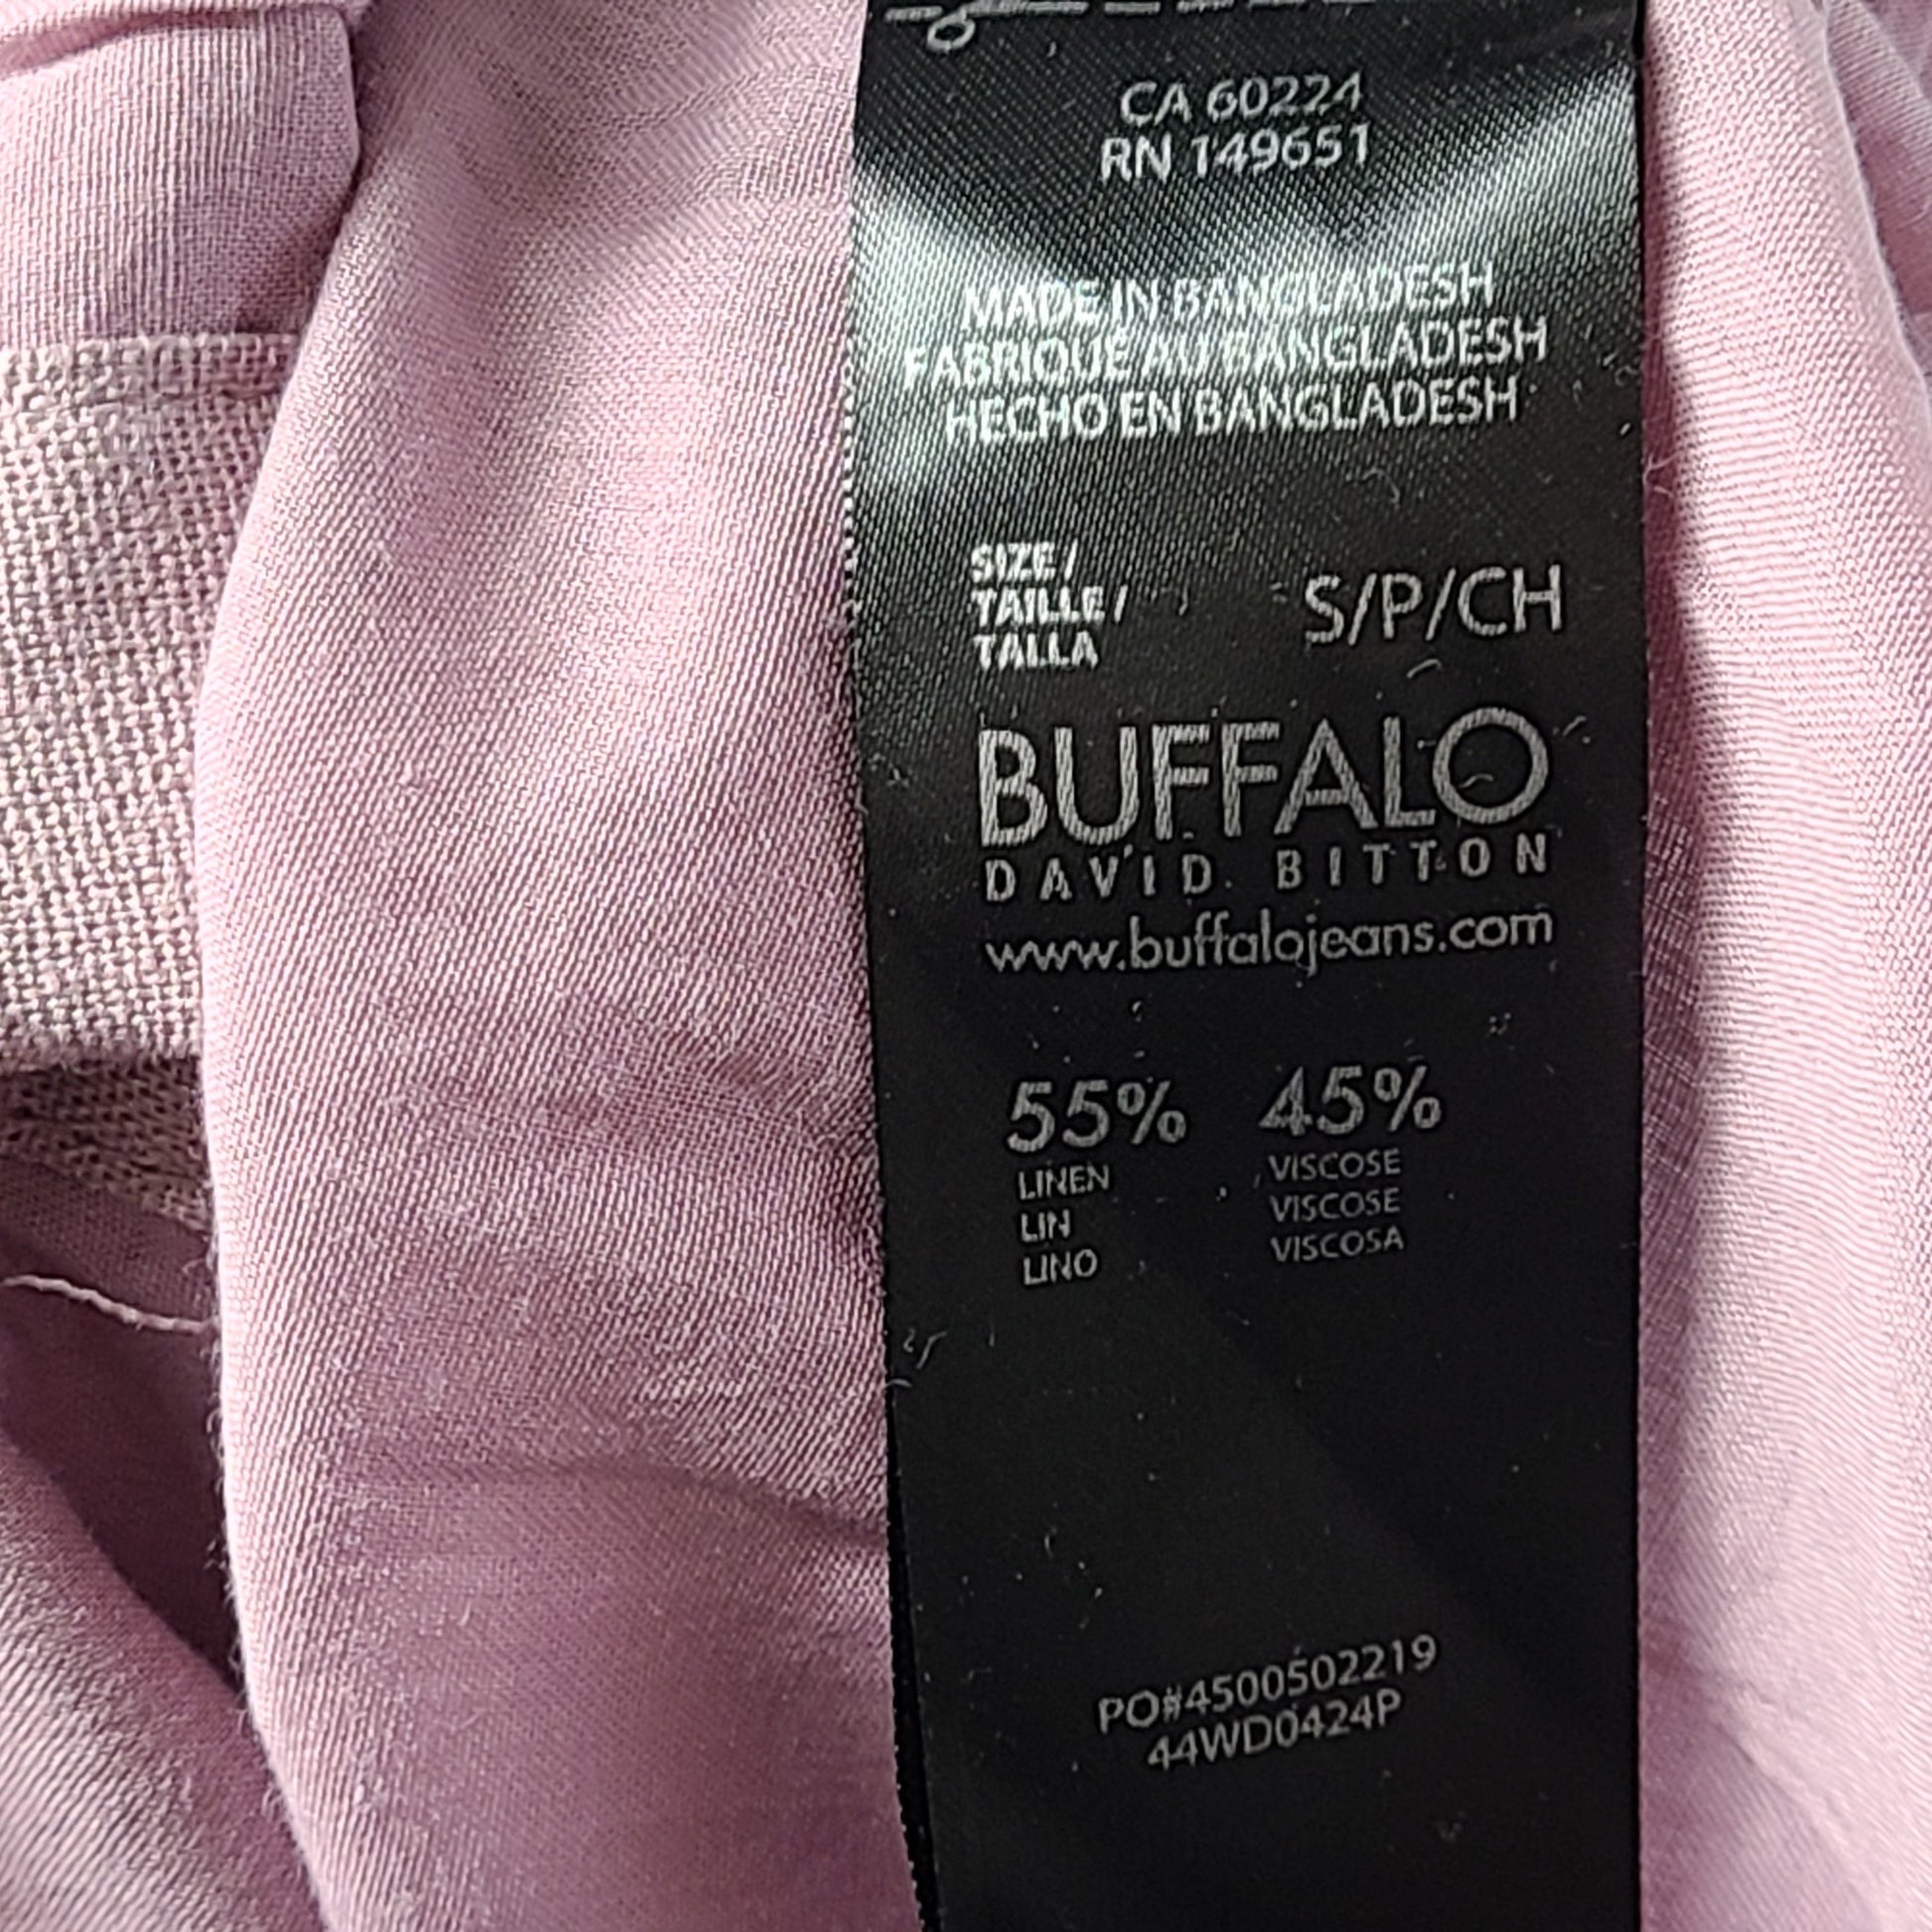 CA 60224
RN 149651
MADE IN BANGLADESH
FABRIQUÉ AU BANGLADESH
HECHO EN BANGLADESH
SIZE /
TAILLE /
TALLA
S/P/CH
BUFFALO
DAVID BITTON
www.buffalojeans.com
55% 45%
LINEN VISCOSE
LIN VISCOSE
LINO VISCOSA
PO#4500502219
44WD0424P